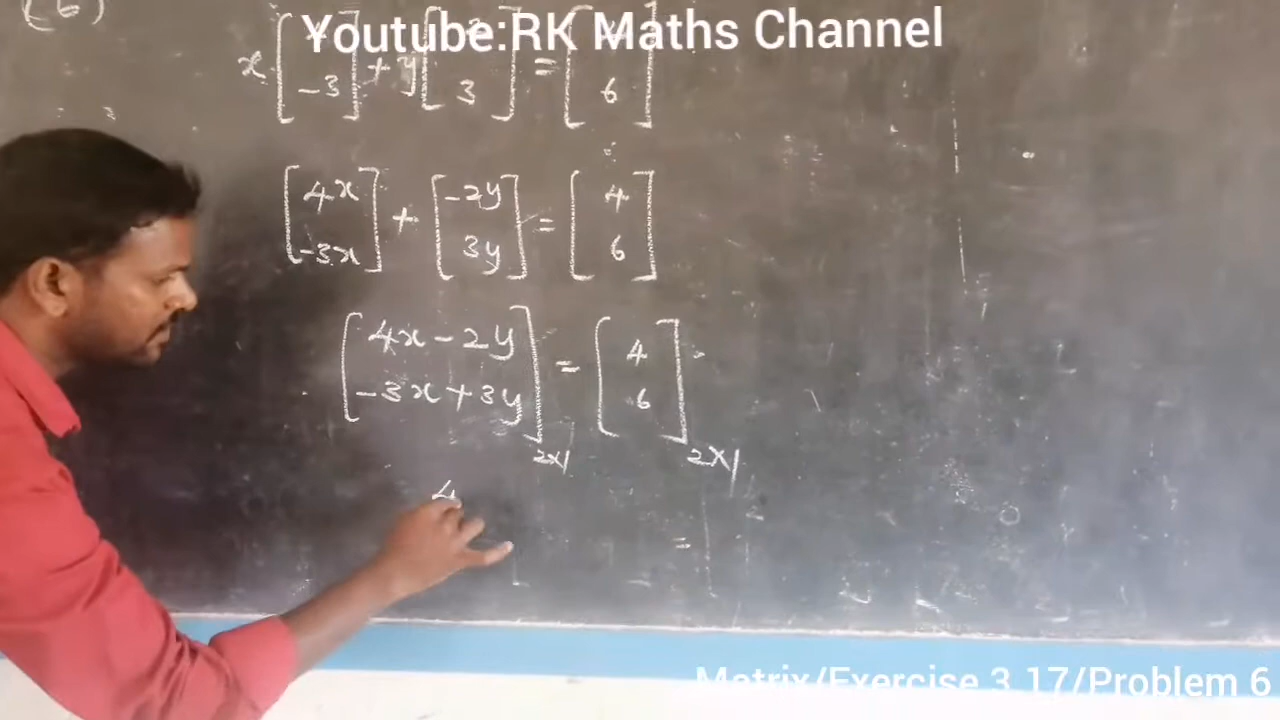 (6)
Youtube:RK Maths Channel
x[ -3 ] + y[ 3 ] = [ 6 ]
[ 4x ] + [ -2y ] = [ 4 ]
[ -3x ] [ 3y ] [ 6 ]
[ 4x - 2y ] = [ 4 ]
[ -3x + 3y ] [ 6 ]
2x1 2x1
4
=
Matrix/Exercise 3.17/Problem 6